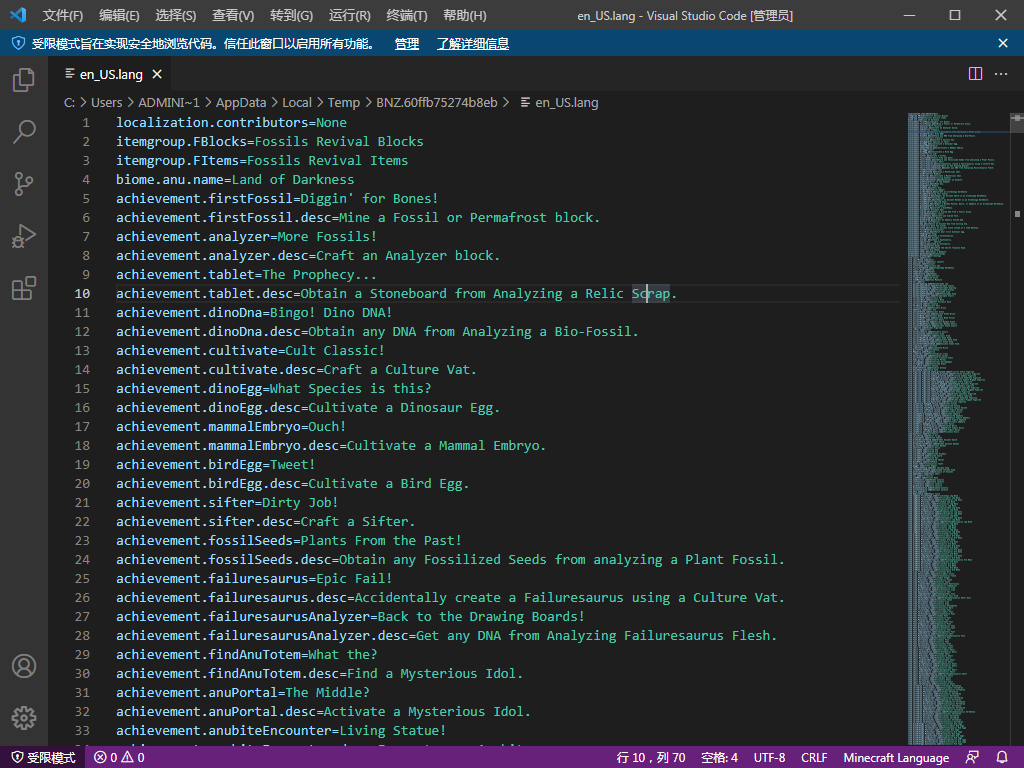 文件(F) 编辑(E) 选择(S) 查看(V) 转到(G) 运行(R) 终端(T) 帮助(H) en_US.lang - Visual Studio Code [管理员]
受限模式旨在实现安全地浏览代码。信任此窗口以启用所有功能。 管理 了解详细信息
en_US.lang
C: > Users > ADMINI~1 > AppData > Local > Temp > BNZ.60ffb75274b8eb > en_US.lang
1 localization.contributors=None
2 itemgroup.FBlocks=Fossils Revival Blocks
3 itemgroup.FItems=Fossils Revival Items
4 biome.anu.name=Land of Darkness
5 achievement.firstFossil=Diggin' for Bones!
6 achievement.firstFossil.desc=Mine a Fossil or Permafrost block.
7 achievement.analyzer=More Fossils!
8 achievement.analyzer.desc=Craft an Analyzer block.
9 achievement.tablet=The Prophecy...
10 achievement.tablet.desc=Obtain a Stoneboard from Analyzing a Relic Scrap.
11 achievement.dinoDna=Bingo! Dino DNA!
12 achievement.dinoDna.desc=Obtain any DNA from Analyzing a Bio-Fossil.
13 achievement.cultivate=Cult Classic!
14 achievement.cultivate.desc=Craft a Culture Vat.
15 achievement.dinoEgg=What Species is this?
16 achievement.dinoEgg.desc=Cultivate a Dinosaur Egg.
17 achievement.mammalEmbryo=Ouch!
18 achievement.mammalEmbryo.desc=Cultivate a Mammal Embryo.
19 achievement.birdEgg=Tweet!
20 achievement.birdEgg.desc=Cultivate a Bird Egg.
21 achievement.sifter=Dirty Job!
22 achievement.sifter.desc=Craft a Sifter.
23 achievement.fossilSeeds=Plants From the Past!
24 achievement.fossilSeeds.desc=Obtain any Fossilized Seeds from analyzing a Plant Fossil.
25 achievement.failuresaurus=Epic Fail!
26 achievement.failuresaurus.desc=Accidentally create a Failuresaurus using a Culture Vat.
27 achievement.failuresaurusAnalyzer=Back to the Drawing Boards!
28 achievement.failuresaurusAnalyzer.desc=Get any DNA from Analyzing Failuresaurus Flesh.
29 achievement.findAnuTotem=What the?
30 achievement.findAnuTotem.desc=Find a Mysterious Idol.
31 achievement.anuPortal=The Middle?
32 achievement.anuPortal.desc=Activate a Mysterious Idol.
33 achievement.anubiteEncounter=Living Statue!
受限模式 0 0 行 10，列 70 空格: 4 UTF-8 CRLF Minecraft Language